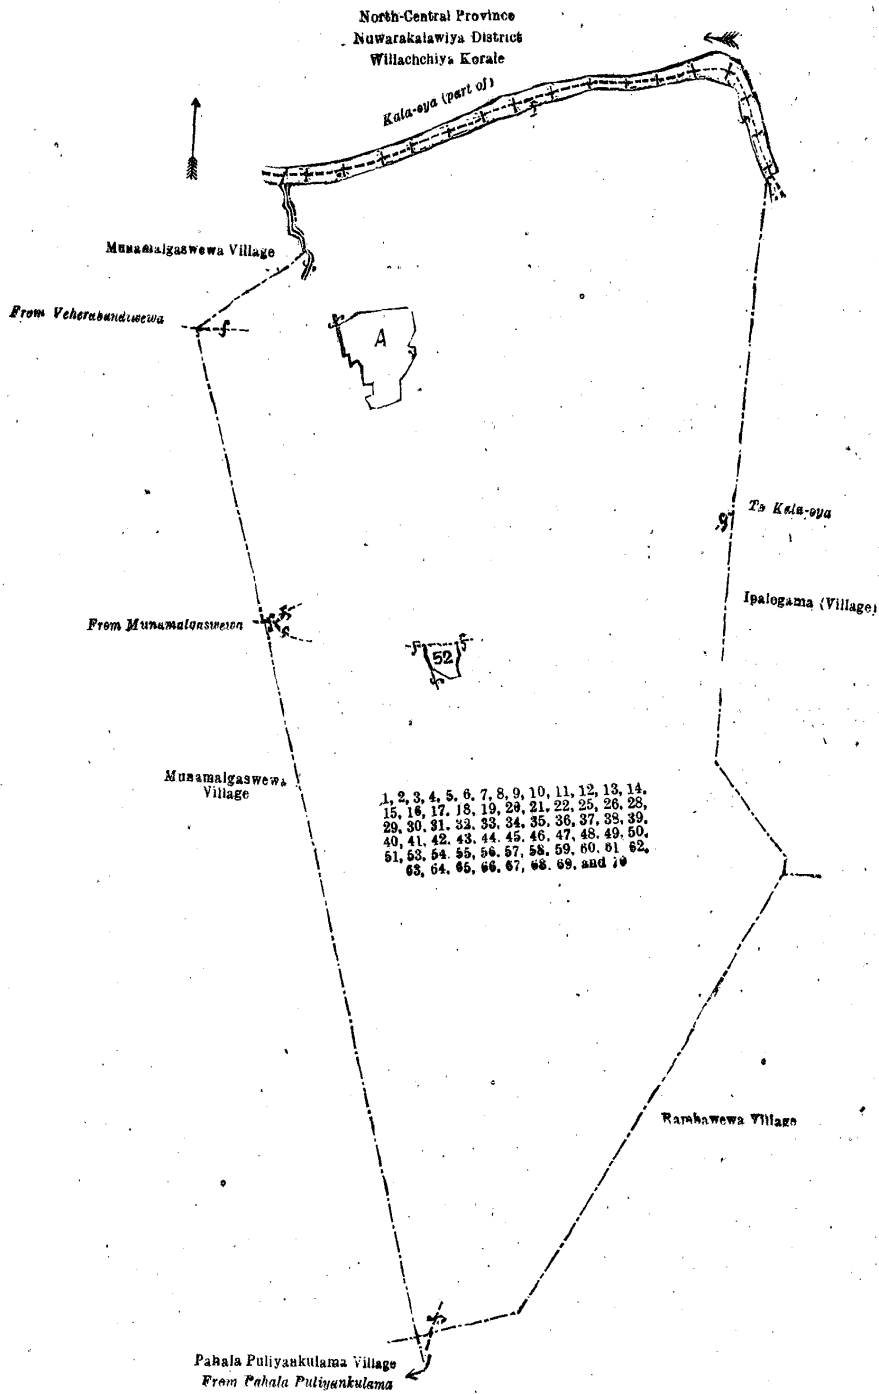 North-Central Province
Nuwarakalawiya District
Willachchiya Korale
Kala-oya (part of)
Munamalgaswewa Village
From Veherabanduwewa
A
To Kala-oya
Ipalogama (Village)
From Munamalgaswewa
52
Munamalgaswewa
Village
1, 2, 3, 4, 5, 6, 7, 8, 9, 10, 11, 12, 13, 14,
15, 16, 17, 18, 19, 20, 21, 22, 25, 26, 28,
29, 30, 31, 32, 33, 34, 35, 36, 37, 38, 39,
40, 41, 42, 43, 44, 45, 46, 47, 48, 49, 50,
51, 53, 54, 55, 56, 57, 58, 59, 60, 61 62,
63, 64, 65, 66, 67, 68, 69, and 70
Rambawewa Village
Pahala Puliyankulama Village
From Pahala Puliyankulama